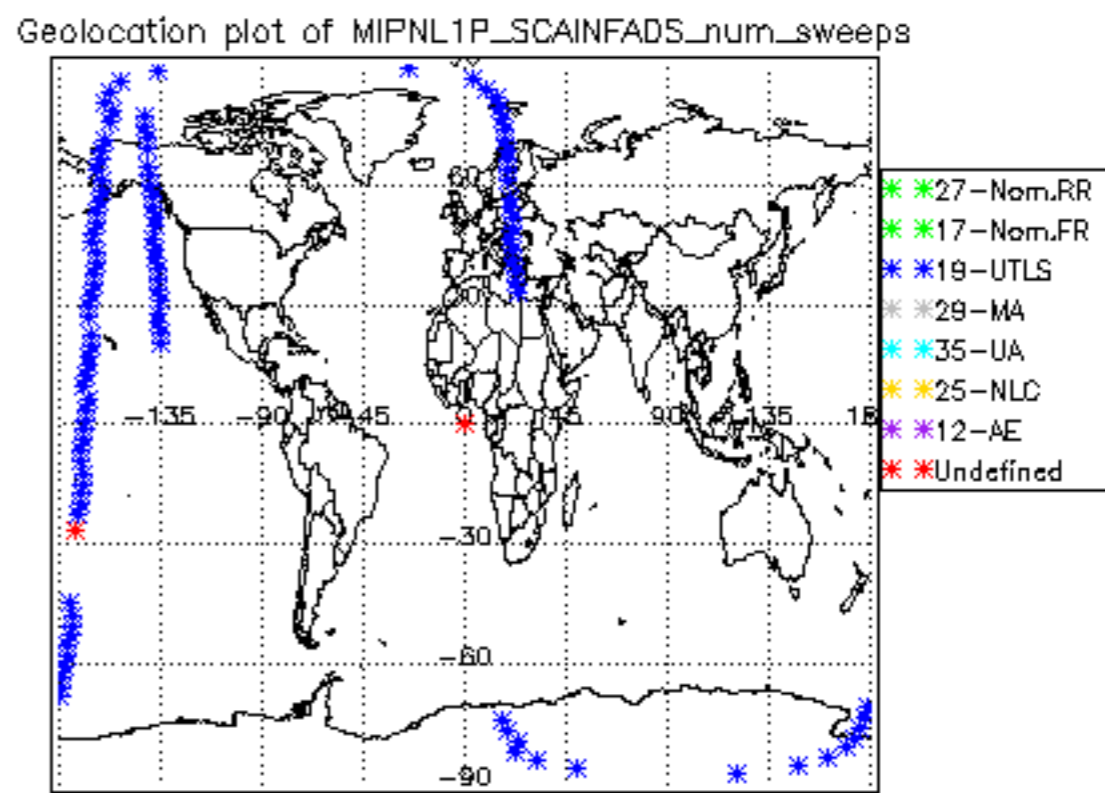 Geolocation plot of MIPNL1P_SCAINFADS_num_sweeps
60
-135 -90 45 45 90 135
-30
-60
-90
27-Nom.RR
17-Nom.FR
19-UTLS
29-MA
35-UA
25-NLC
12-AE
Undefined